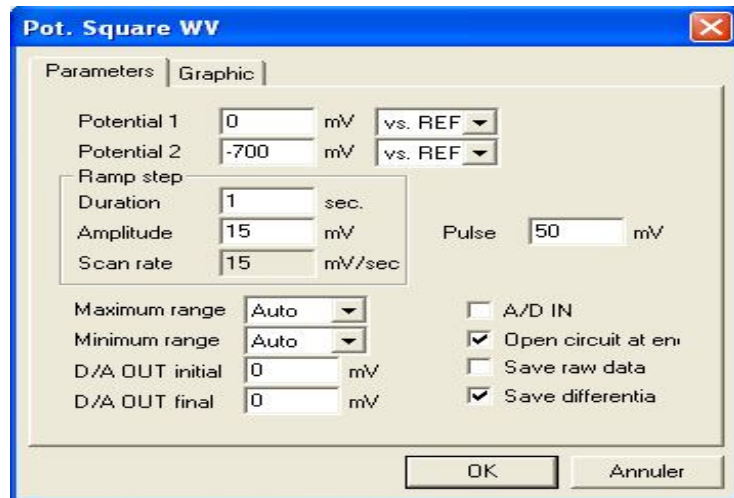 Pot. Square WV
Parameters Graphic
Potential 1 0 mV vs. REF
Potential 2 -700 mV vs. REF
Ramp step
Duration 1 sec.
Amplitude 15 mV Pulse 50 mV
Scan rate 15 mV/sec
Maximum range Auto A/D IN
Minimum range Auto Open circuit at en
D/A OUT initial 0 mV Save raw data
D/A OUT final 0 mV Save differentia
OK Annuler